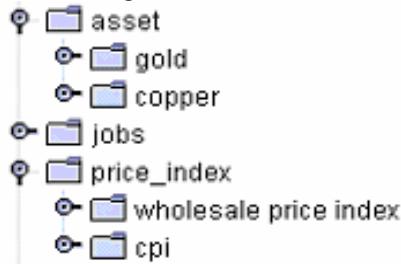 asset
gold
copper
jobs
price_index
wholesale price index
cpi